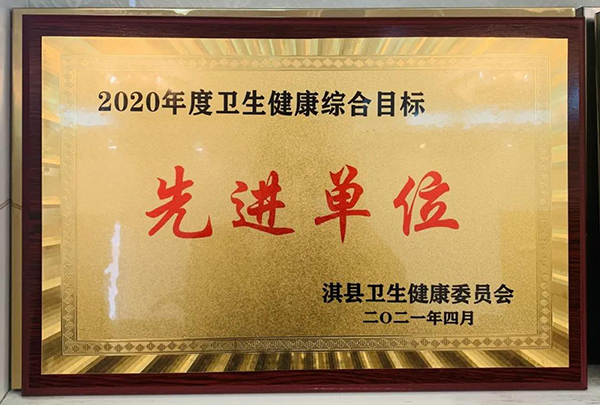 2020年度卫生健康综合目标
先进单位
淇县卫生健康委员会
二〇二一年四月